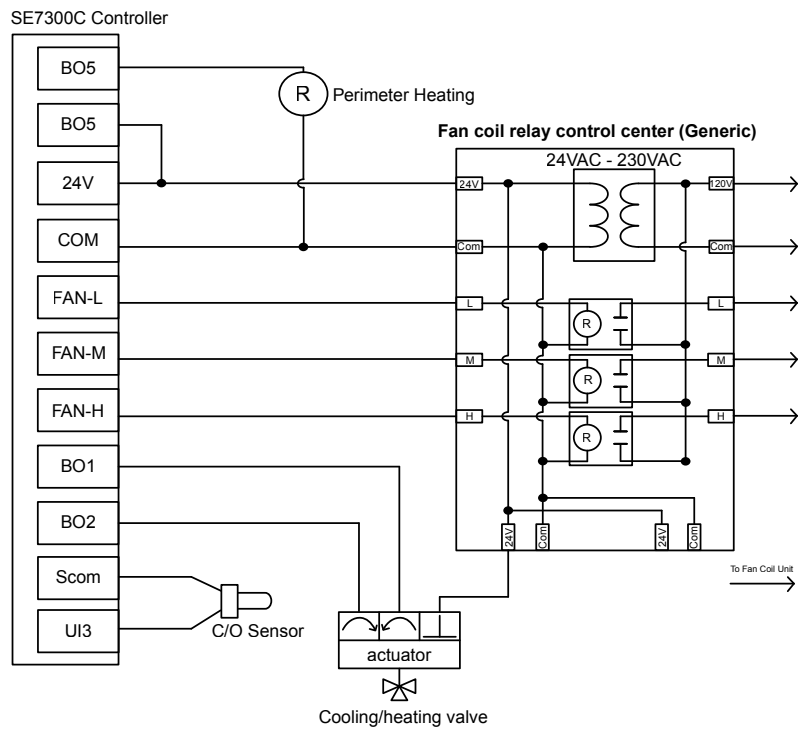 SE7300C Controller
BO5
BO5
24V
COM
FAN-L
FAN-M
FAN-H
BO1
BO2
Scom
UI3
R
Perimeter Heating
C/O Sensor
actuator
Cooling/heating valve
Fan coil relay control center (Generic)
24VAC - 230VAC
24V
120V
Com
Com
L
R
L
M
R
M
H
R
H
24V
Com
24V
Com
To Fan Coil Unit